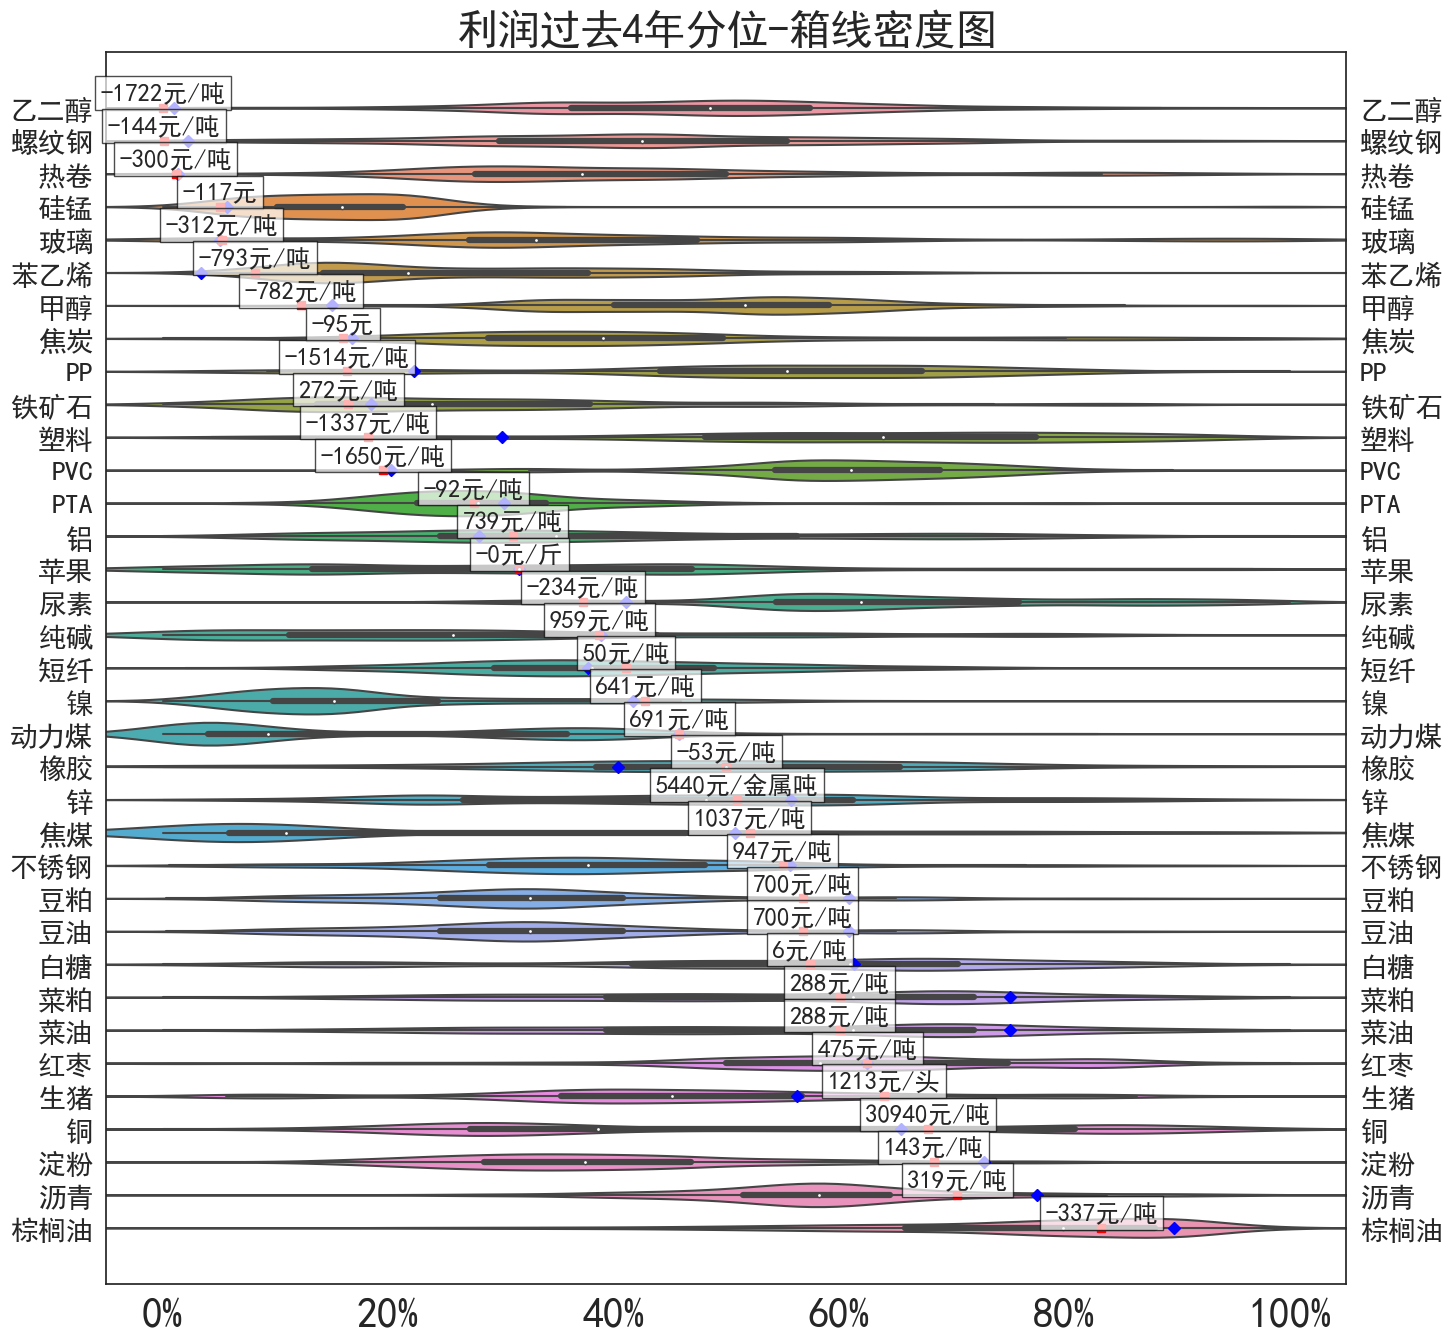 利润过去4年分位-箱线密度图
乙二醇 -1722元/吨 乙二醇
螺纹钢 -144元/吨 螺纹钢
热卷 -300元/吨 热卷
硅锰 -117元 硅锰
玻璃 -312元/吨 玻璃
苯乙烯 -793元/吨 苯乙烯
甲醇 -782元/吨 甲醇
焦炭 -95元 焦炭
PP -1514元/吨 PP
铁矿石 272元/吨 铁矿石
塑料 -1337元/吨 塑料
PVC -1650元/吨 PVC
PTA -92元/吨 PTA
铝 739元/吨 铝
苹果 -0元/斤 苹果
尿素 -234元/吨 尿素
纯碱 959元/吨 纯碱
短纤 50元/吨 短纤
镍 641元/吨 镍
动力煤 691元/吨 动力煤
橡胶 -53元/吨 橡胶
锌 5440元/金属吨 锌
焦煤 1037元/吨 焦煤
不锈钢 947元/吨 不锈钢
豆粕 700元/吨 豆粕
豆油 700元/吨 豆油
白糖 6元/吨 白糖
菜粕 288元/吨 菜粕
菜油 288元/吨 菜油
红枣 475元/吨 红枣
生猪 1213元/头 生猪
铜 30940元/吨 铜
淀粉 143元/吨 淀粉
沥青 319元/吨 沥青
棕榈油 -337元/吨 棕榈油
0% 20% 40% 60% 80% 100%